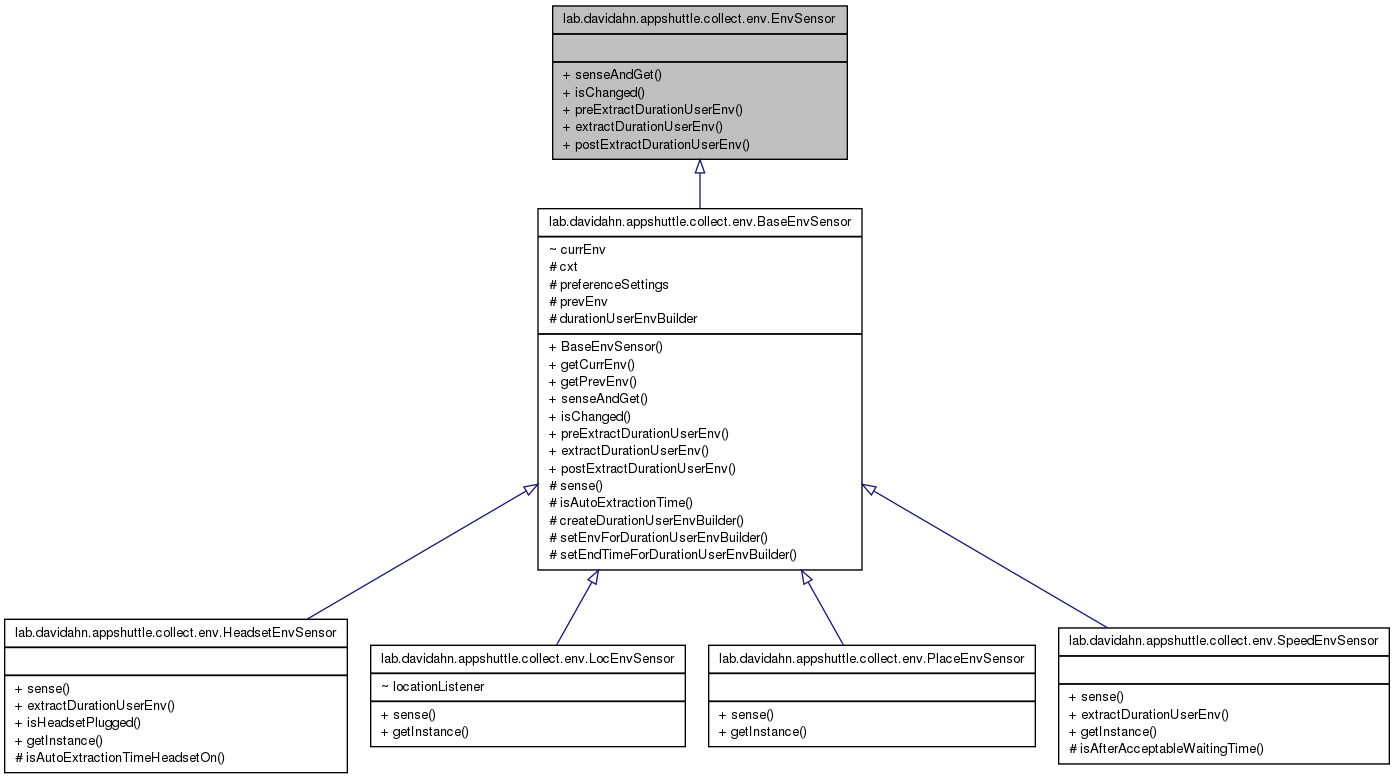 lab.davidahn.appshuttle.collect.env.EnvSensor
+ senseAndGet()
+ isChanged()
+ preExtractDurationUserEnv()
+ extractDurationUserEnv()
+ postExtractDurationUserEnv()
lab.davidahn.appshuttle.collect.env.BaseEnvSensor
~ currEnv
# cxt
# preferenceSettings
# prevEnv
# durationUserEnvBuilder
+ BaseEnvSensor()
+ getCurrEnv()
+ getPrevEnv()
+ senseAndGet()
+ isChanged()
+ preExtractDurationUserEnv()
+ extractDurationUserEnv()
+ postExtractDurationUserEnv()
# sense()
# isAutoExtractionTime()
# createDurationUserEnvBuilder()
# setEnvForDurationUserEnvBuilder()
# setEndTimeForDurationUserEnvBuilder()
lab.davidahn.appshuttle.collect.env.HeadsetEnvSensor
+ sense()
+ extractDurationUserEnv()
+ isHeadsetPlugged()
+ getInstance()
# isAutoExtractionTimeHeadsetOn()
lab.davidahn.appshuttle.collect.env.LocEnvSensor
~ locationListener
+ sense()
+ getInstance()
lab.davidahn.appshuttle.collect.env.PlaceEnvSensor
+ sense()
+ getInstance()
lab.davidahn.appshuttle.collect.env.SpeedEnvSensor
+ sense()
+ extractDurationUserEnv()
+ getInstance()
# isAfterAcceptableWaitingTime()